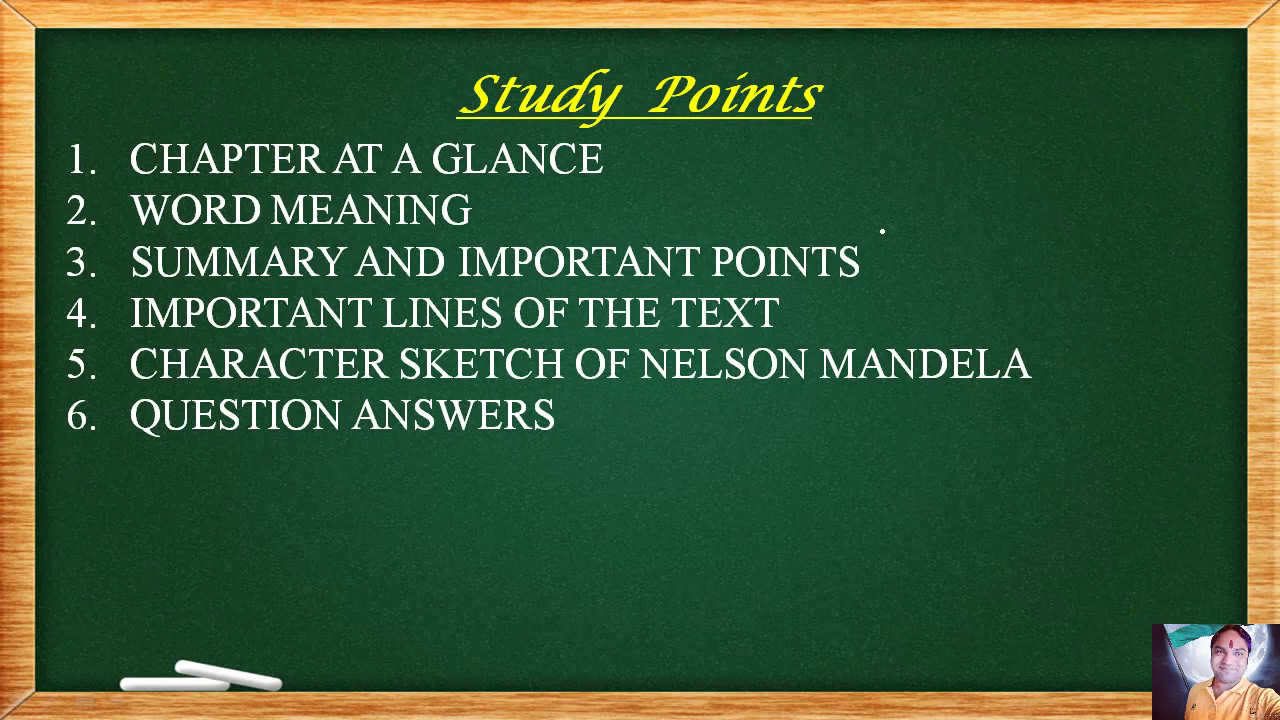 Study Points
1. CHAPTER AT A GLANCE
2. WORD MEANING
3. SUMMARY AND IMPORTANT POINTS
4. IMPORTANT LINES OF THE TEXT
5. CHARACTER SKETCH OF NELSON MANDELA
6. QUESTION ANSWERS